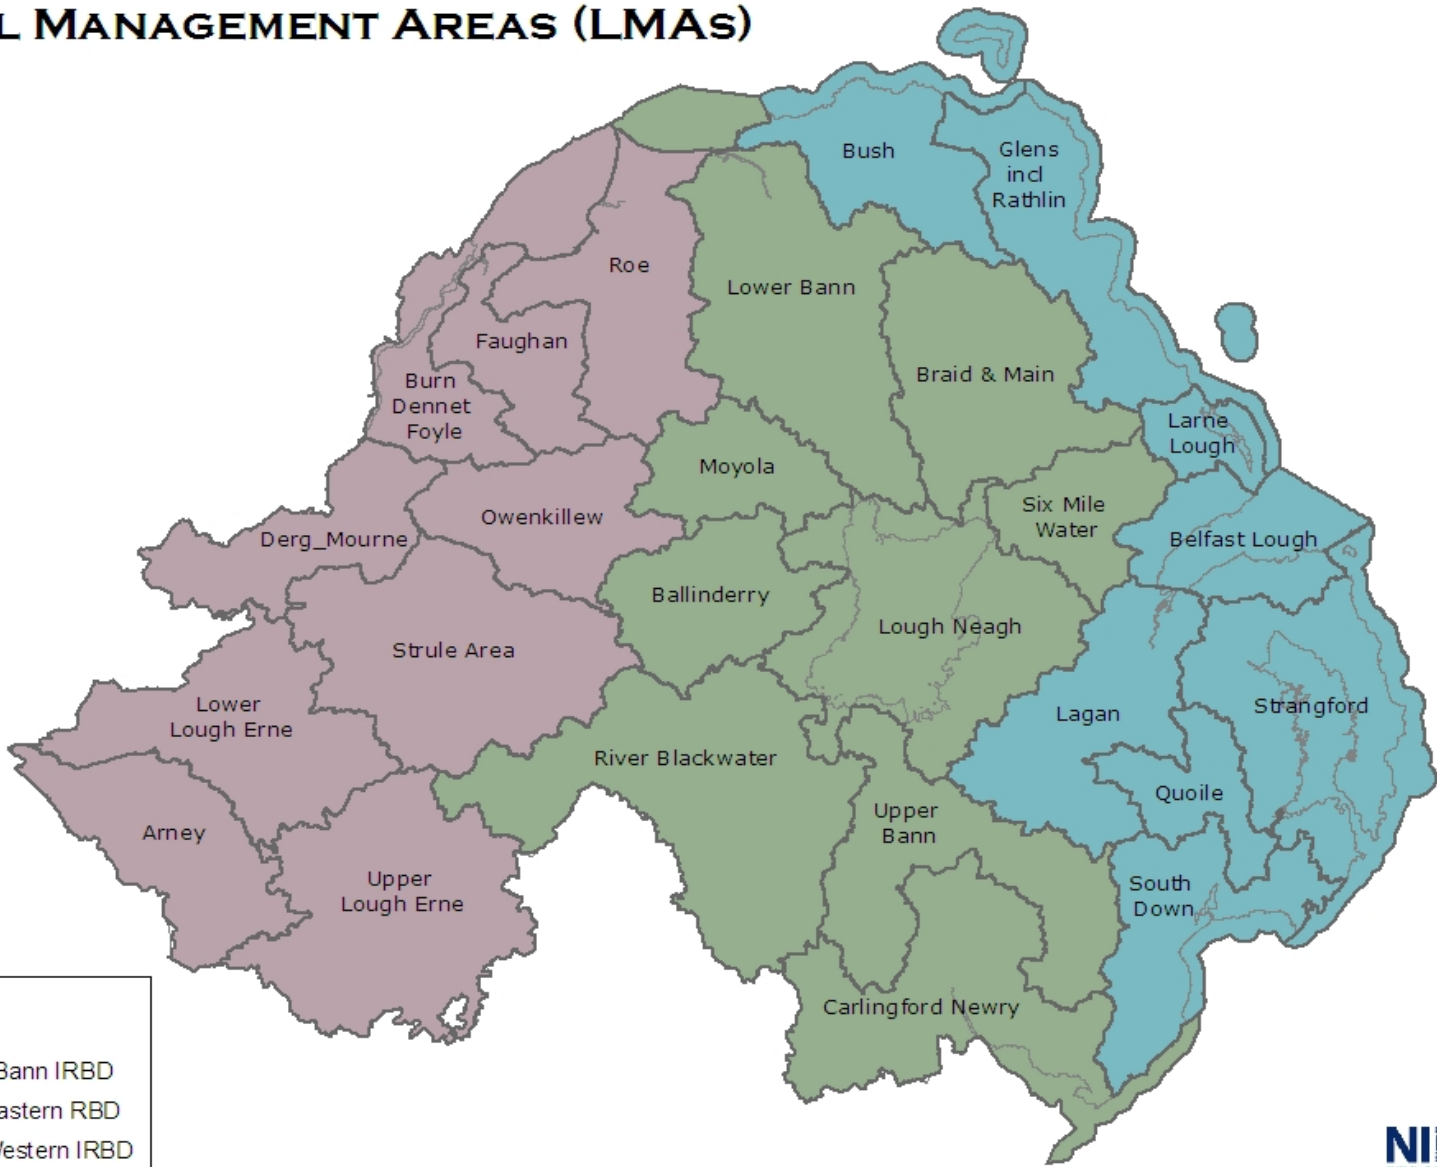 L MANAGEMENT AREAS (LMAs)
Bush
Glens
incl
Rathlin
Roe
Lower Bann
Faughan
Braid & Main
Burn
Dennet
Foyle
Larne
Lough
Moyola
Six Mile
Water
Owenkillew
Derg_Mourne
Belfast Lough
Ballinderry
Lough Neagh
Strule Area
Lower
Lough Erne
Lagan
Strangford
River Blackwater
Quoile
Upper
Bann
Arney
Upper
Lough Erne
South
Down
Carlingford Newry
Bann IRBD
astern RBD
Western IRBD
NI